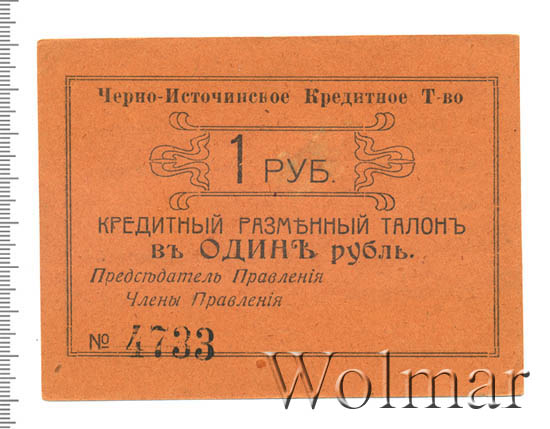 Черно-Источинское Кредитное Т-во
1 РУБ.
КРЕДИТНЫЙ РАЗМѢННЫЙ ТАЛОНЪ
въ ОДИНЪ рубль.
Предсѣдатель Правленія
Члены Правленія
№ 4733
Wolmar